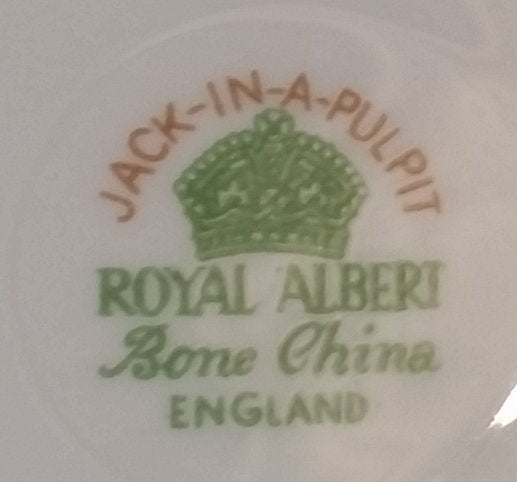 JACK-IN-A-PULPIT
ROYAL ALBERT
Bone China
ENGLAND